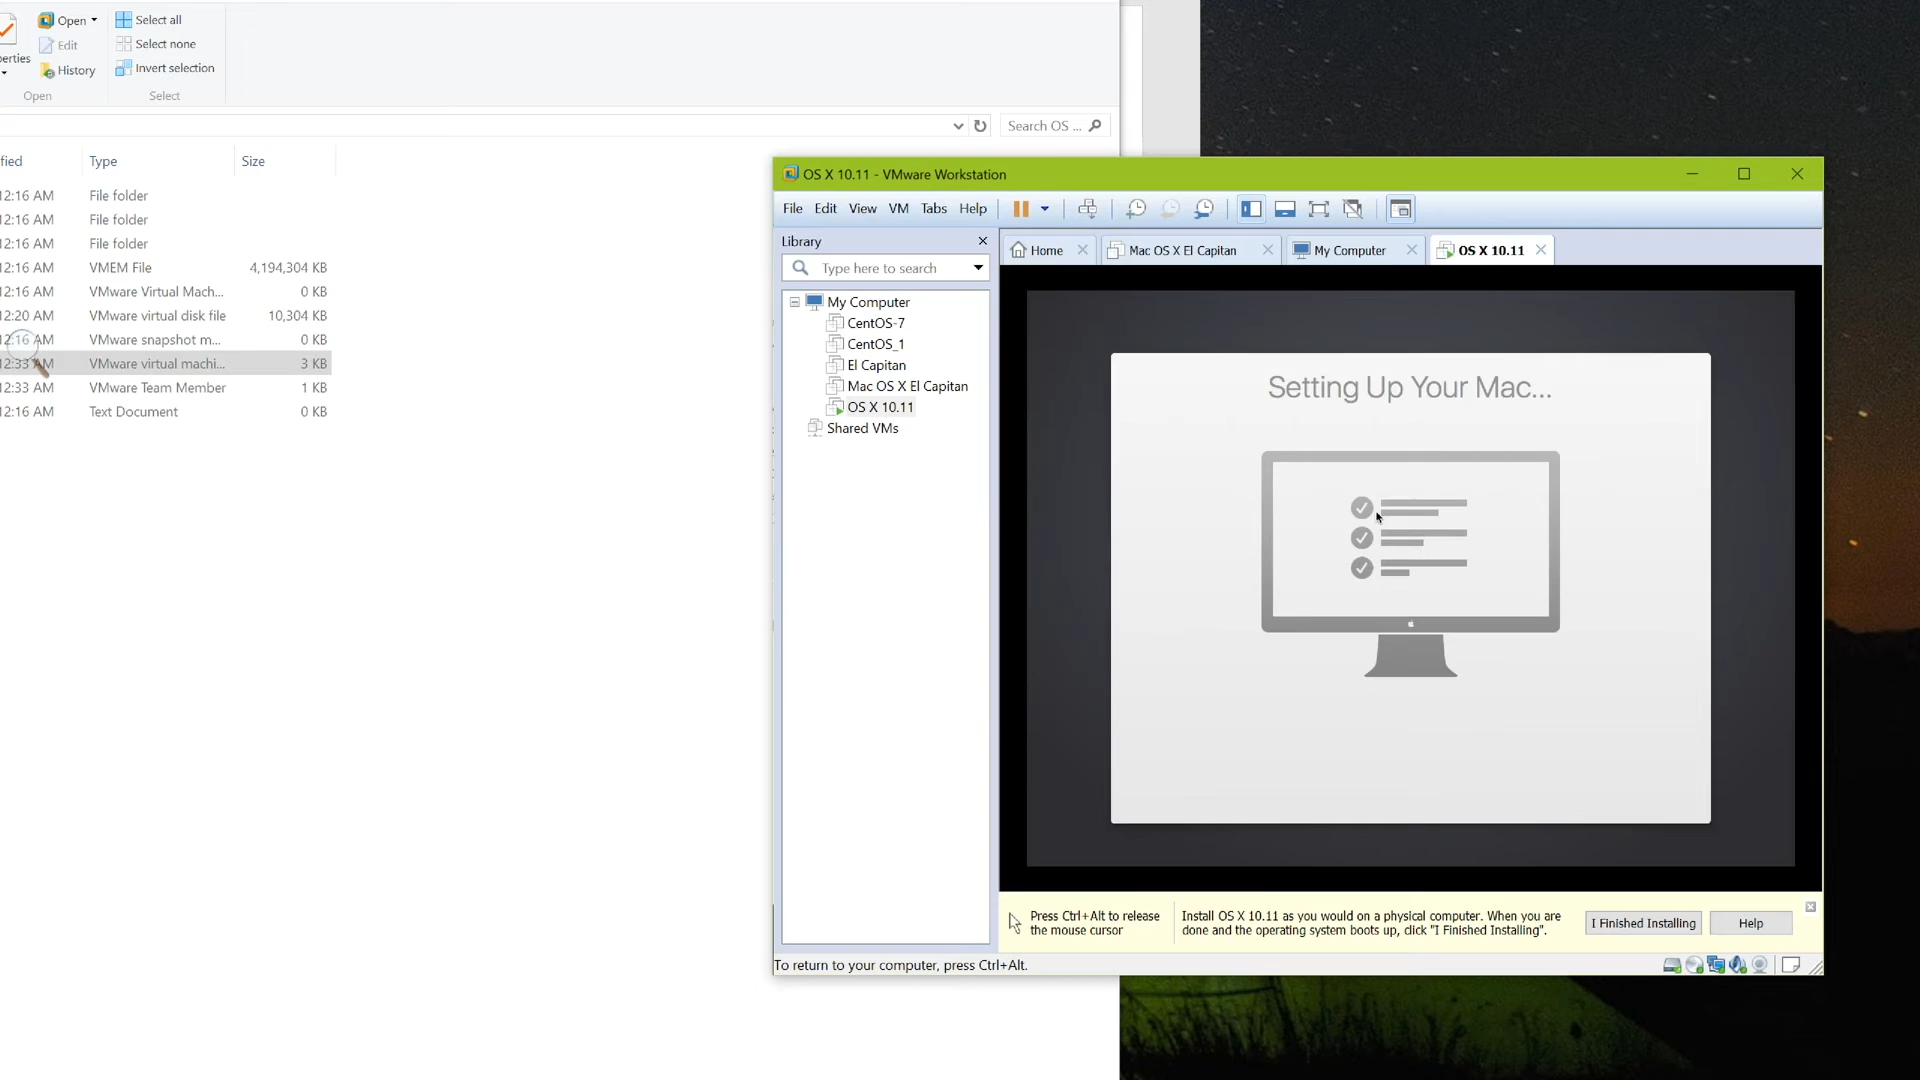 Open
Select all
Edit
Select none
erties
History
Invert selection
Open
Select
Search OS ...
fied
Type
Size
12:16 AM
File folder
12:16 AM
File folder
12:16 AM
File folder
12:16 AM
VMEM File
4,194,304 KB
12:16 AM
VMware Virtual Mach...
0 KB
12:20 AM
VMware virtual disk file
10,304 KB
12:16 AM
VMware snapshot m...
0 KB
12:33 AM
VMware virtual machi...
3 KB
12:33 AM
VMware Team Member
1 KB
12:16 AM
Text Document
0 KB
OS X 10.11 - VMware Workstation
File Edit View VM Tabs Help
Library
Type here to search
My Computer
CentOS-7
CentOS_1
El Capitan
Mac OS X El Capitan
OS X 10.11
Shared VMs
Home
Mac OS X El Capitan
My Computer
OS X 10.11
Setting Up Your Mac...
Press Ctrl+Alt to release
the mouse cursor
Install OS X 10.11 as you would on a physical computer. When you are
done and the operating system boots up, click "I Finished Installing".
I Finished Installing
Help
To return to your computer, press Ctrl+Alt.